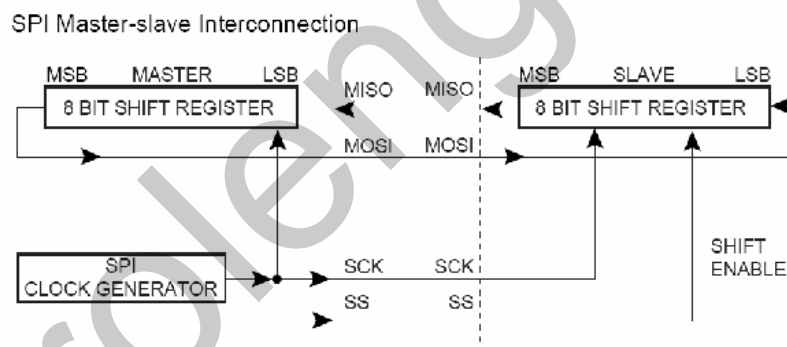 SPI Master-slave Interconnection
MSB MASTER LSB
8 BIT SHIFT REGISTER
MISO MISO
MSB SLAVE LSB
8 BIT SHIFT REGISTER
MOSI MOSI
SHIFT
ENABLE
SPI
CLOCK GENERATOR
SCK SCK
SS SS
oleng